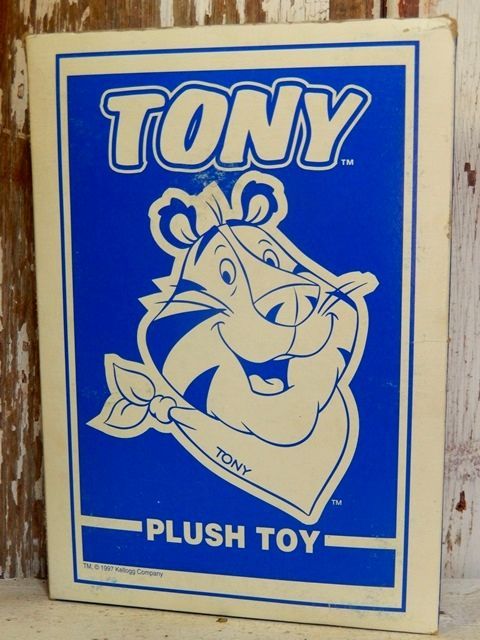 TONY™
TONY
TM
PLUSH TOY
TM, © 1997 Kellogg Company